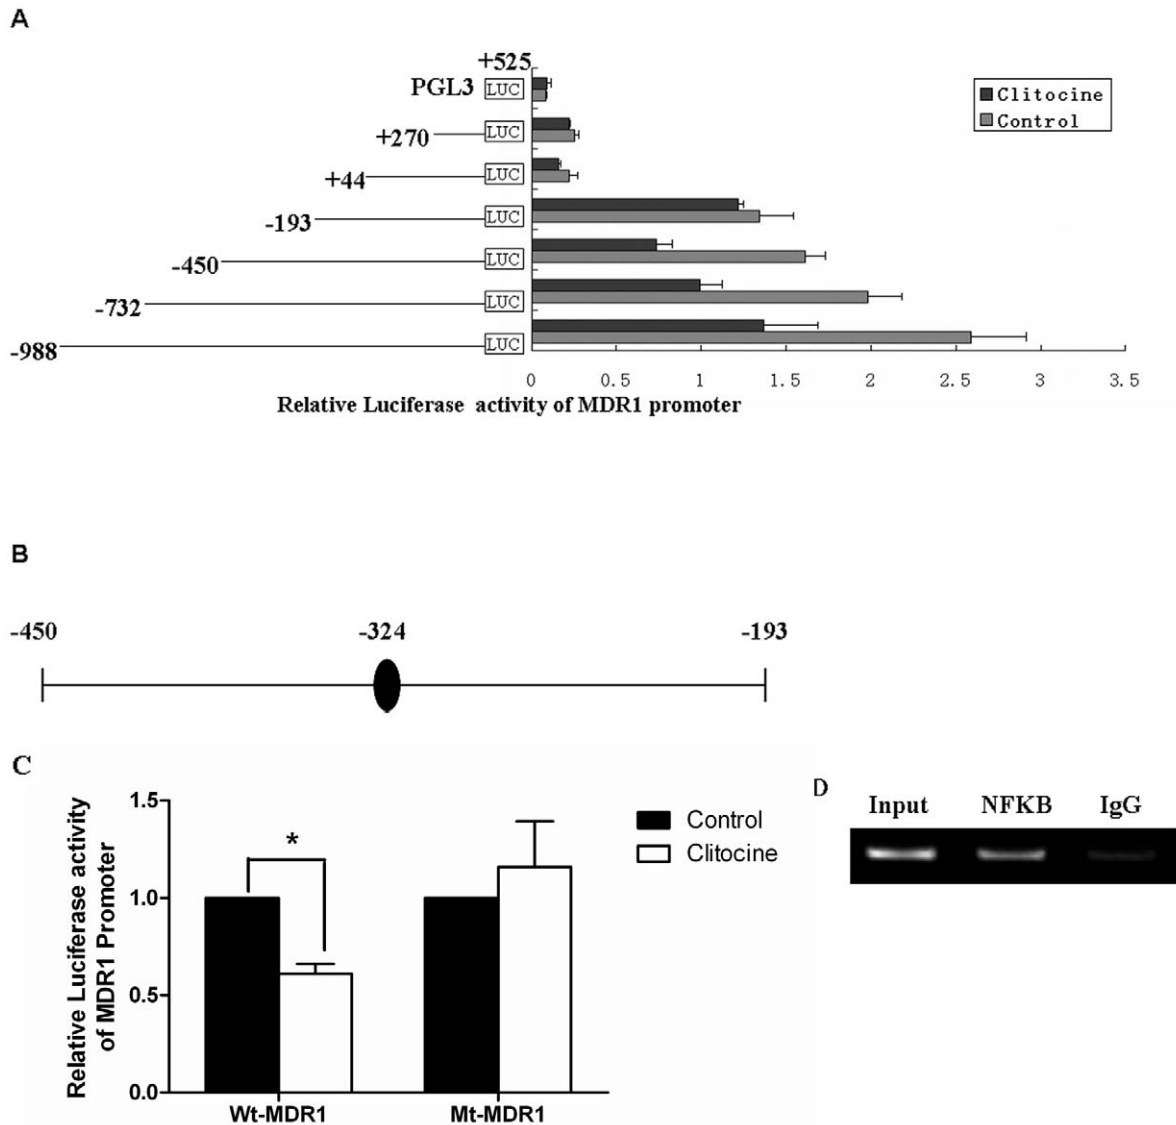 A
+525
PGL3 LUC
+270 LUC
+44 LUC
-193 LUC
-450 LUC
-732 LUC
-988 LUC
Clitocine
Control
0 0.5 1 1.5 2 2.5 3 3.5
Relative Luciferase activity of MDR1 promoter
B
-450 -324 -193
C
Relative Luciferase activity
of MDR1 Promoter
1.5
1.0
0.5
0.0
*
Control
Clitocine
Wt-MDR1 Mt-MDR1
D
Input NFKB IgG